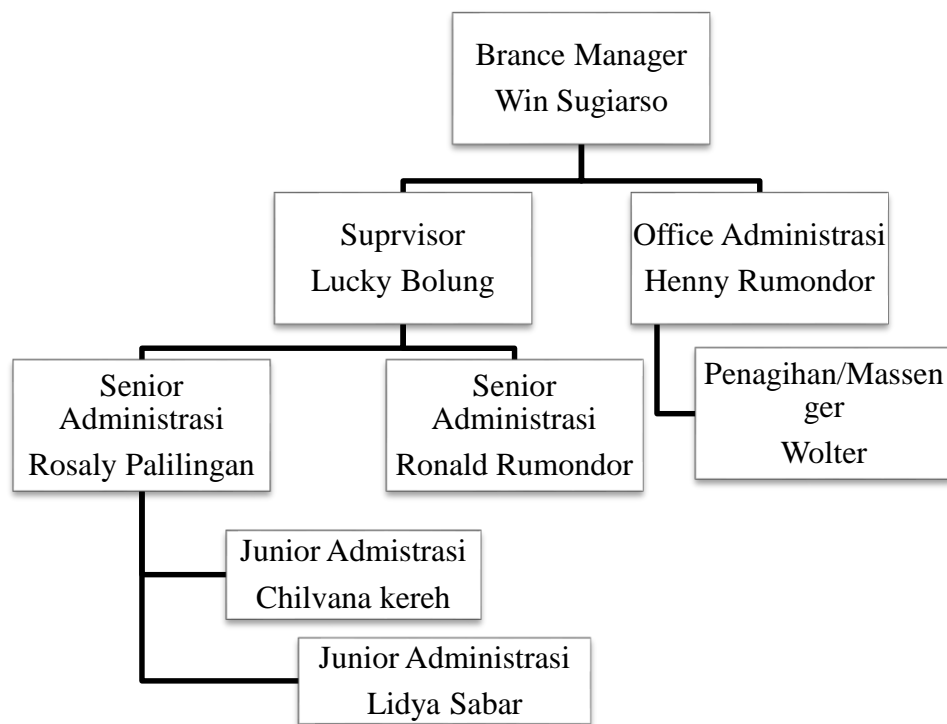 Brance Manager
Win Sugiarso
Suprvisor
Lucky Bolung
Office Administrasi
Henny Rumondor
Senior
Administrasi
Rosaly Palilingan
Senior
Administrasi
Ronald Rumondor
Penagihan/Massen
ger
Wolter
Junior Admistrasi
Chilvana kereh
Junior Administrasi
Lidya Sabar